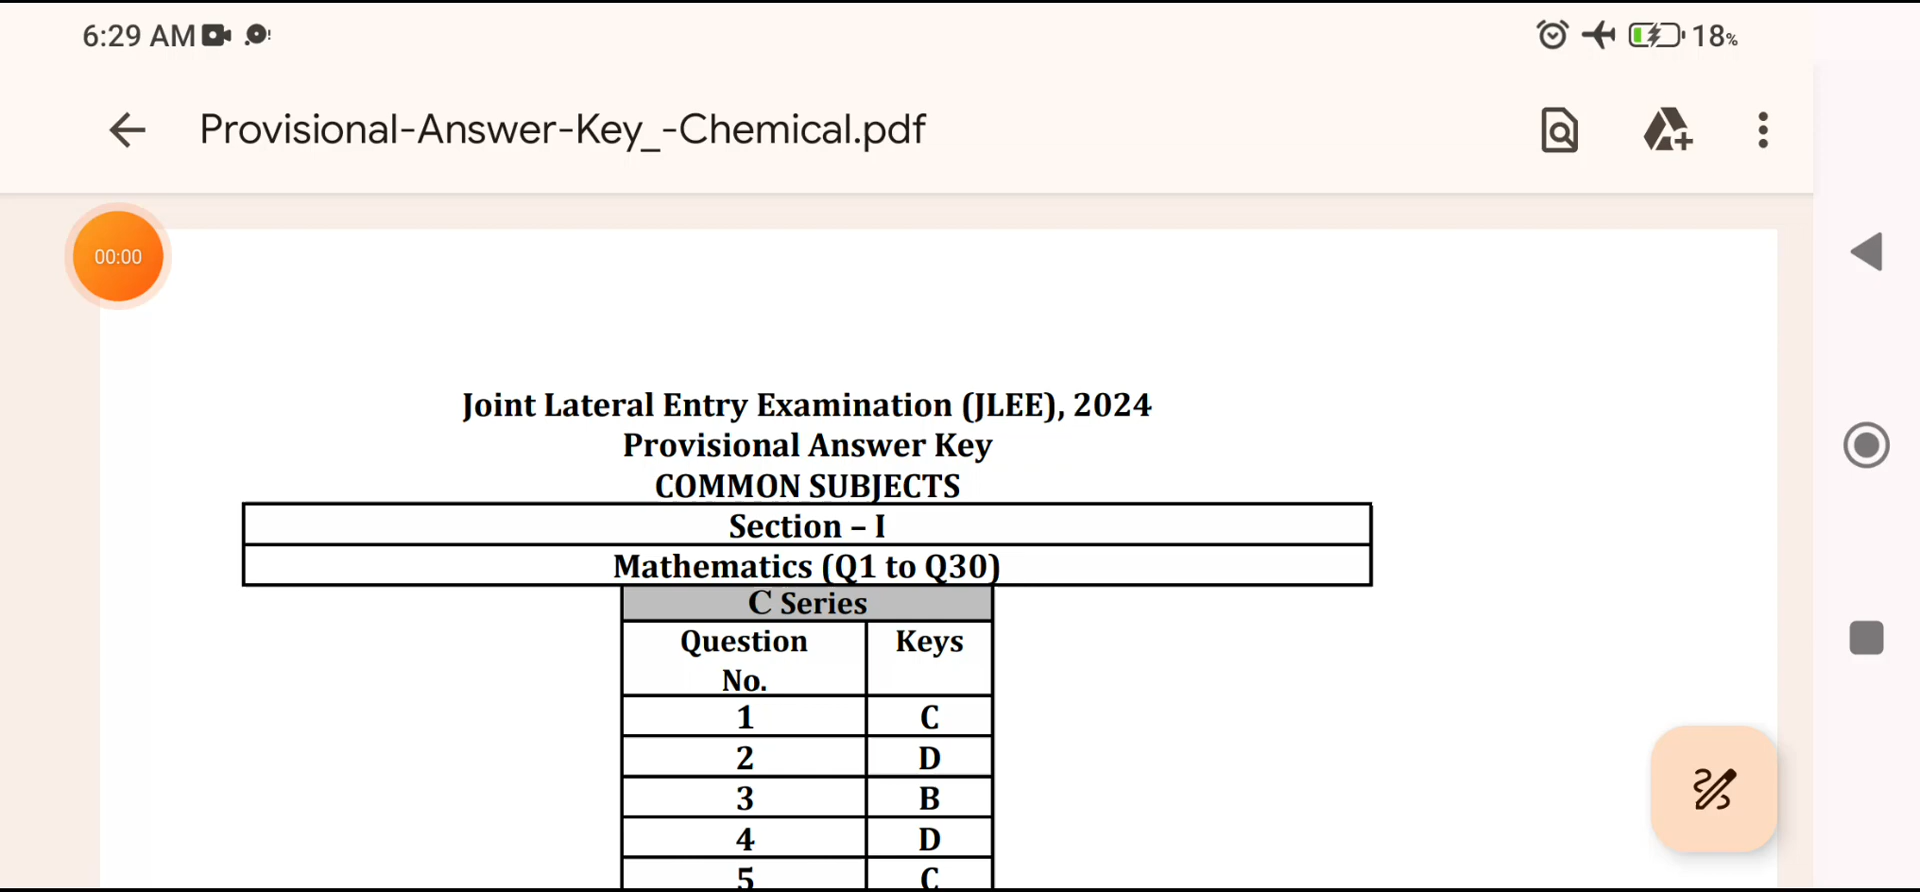 6:29 AM
18%
Provisional-Answer-Key_-Chemical.pdf
00:00
Joint Lateral Entry Examination (JLEE), 2024
Provisional Answer Key
COMMON SUBJECTS
Section – I
Mathematics (Q1 to Q30)
C Series
Question No. Keys
1 C
2 D
3 B
4 D
5 C